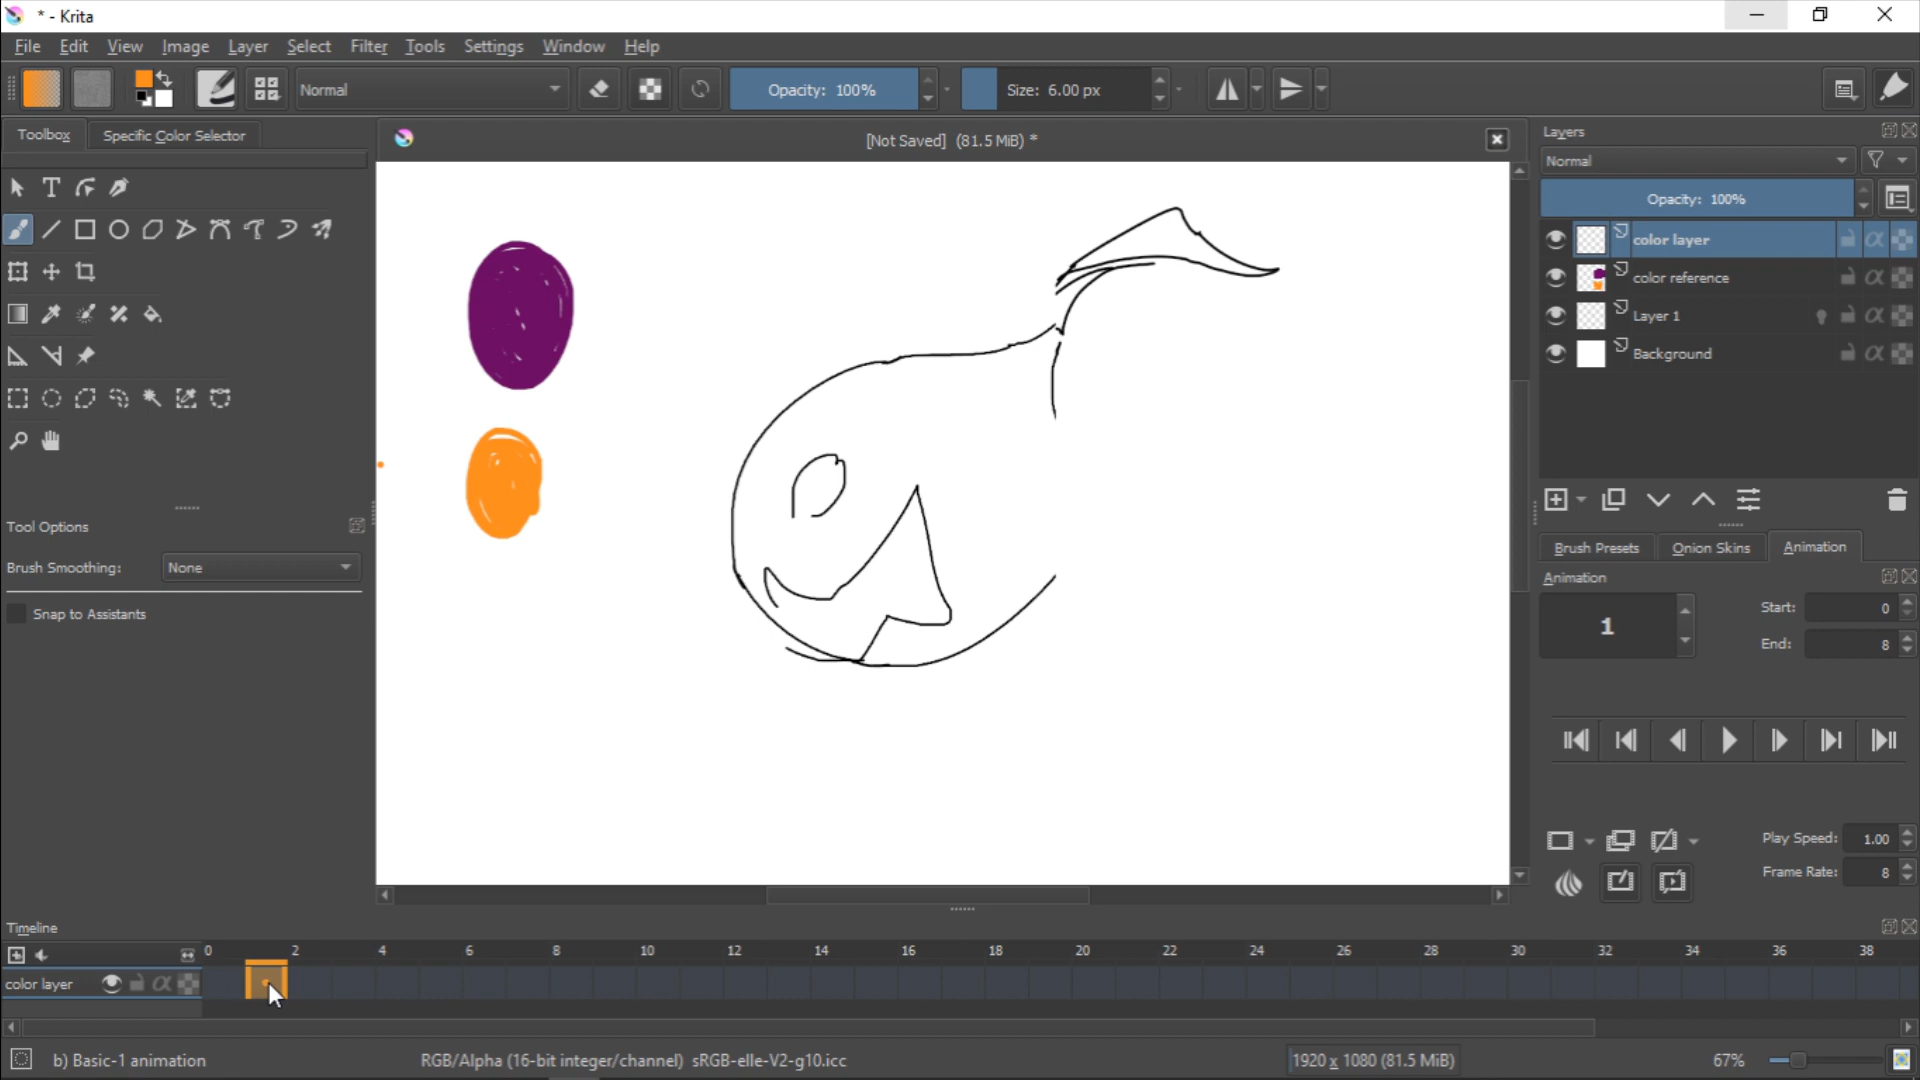 * - Krita
File Edit View Image Layer Select Filter Tools Settings Window Help
Normal Opacity: 100% Size: 6.00 px
Toolbox Specific Color Selector
[Not Saved] (81.5 MiB) *
Layers
Normal
Opacity: 100%
color layer
color reference
Layer 1
Background
Tool Options
Brush Smoothing: None
Snap to Assistants
Brush Presets Onion Skins Animation
Animation
1
Start: 0
End: 8
Play Speed: 1.00
Frame Rate: 8
Timeline
0 2 4 6 8 10 12 14 16 18 20 22 24 26 28 30 32 34 36 38
color layer
b) Basic-1 animation RGB/Alpha (16-bit integer/channel) sRGB-elle-V2-g10.icc 1920 x 1080 (81.5 MiB) 67%